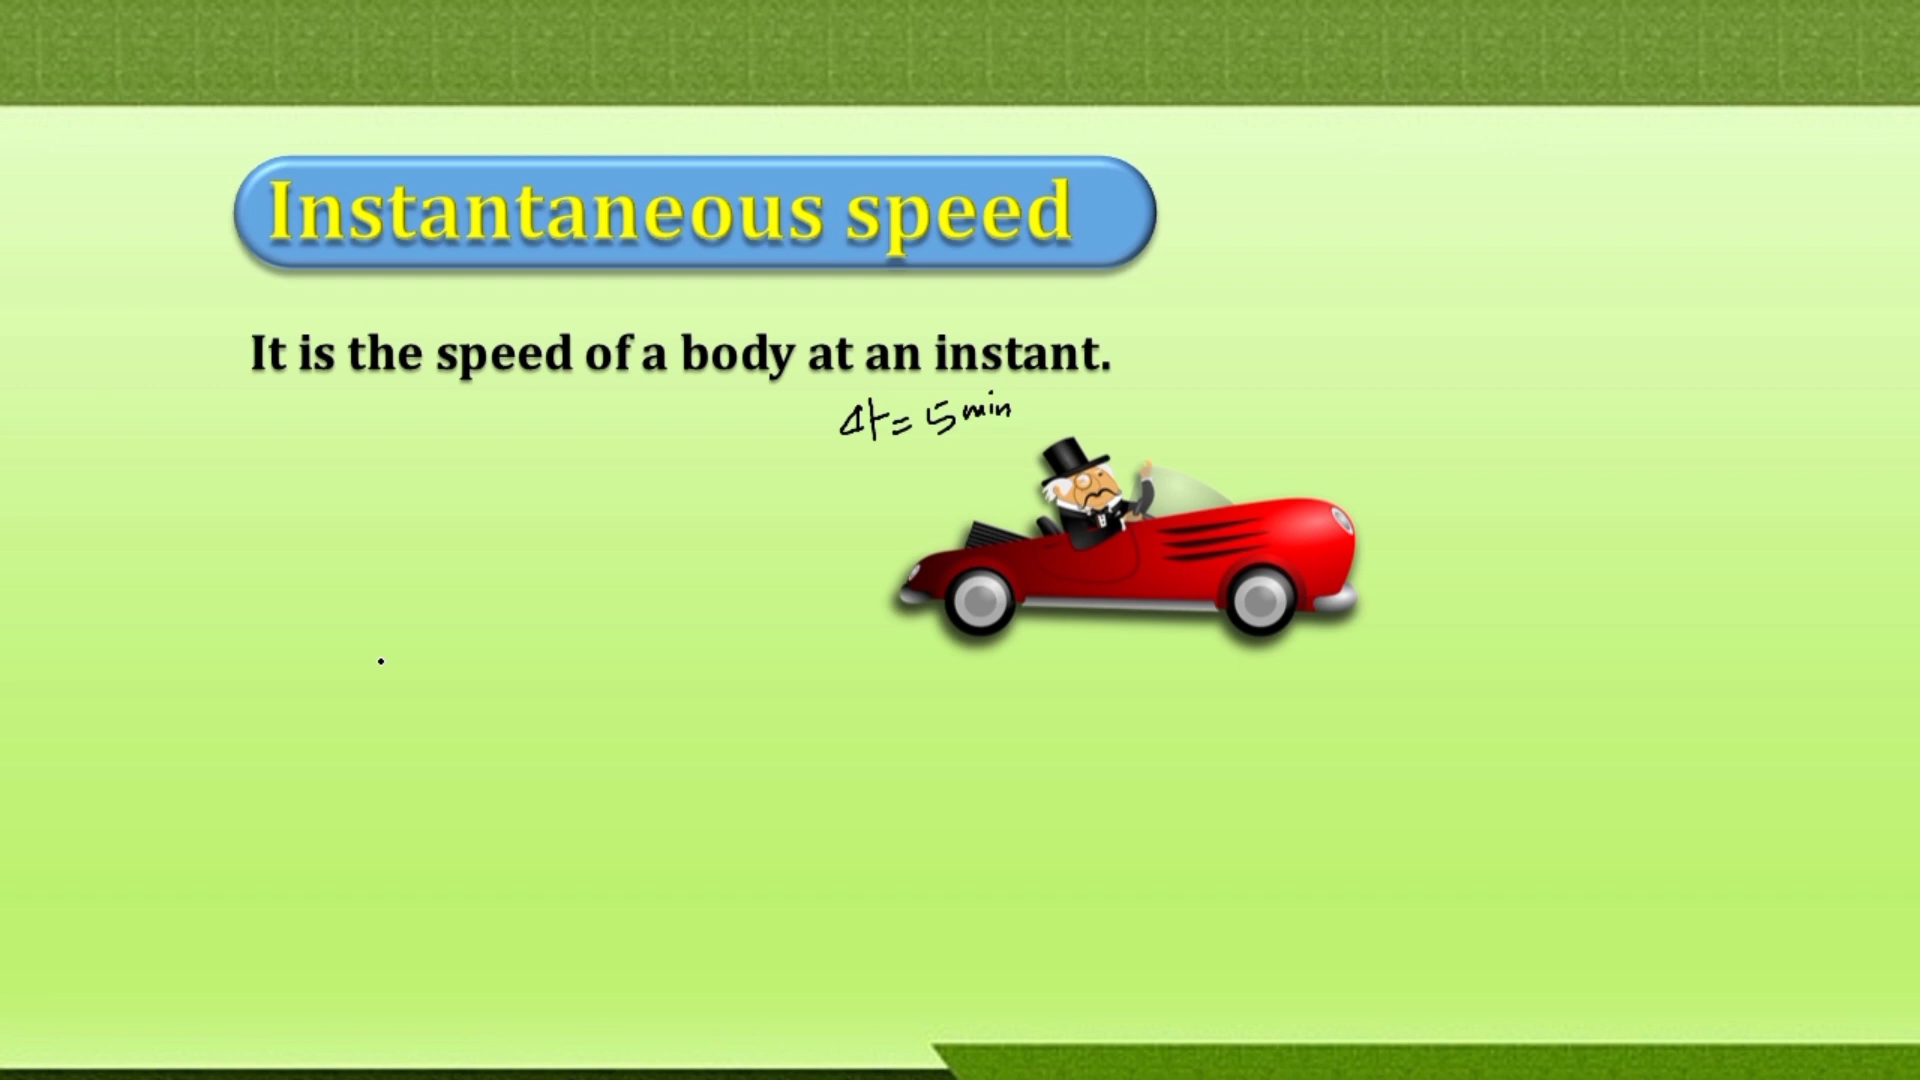 Instantaneous speed
It is the speed of a body at an instant.
Δt = 5 min